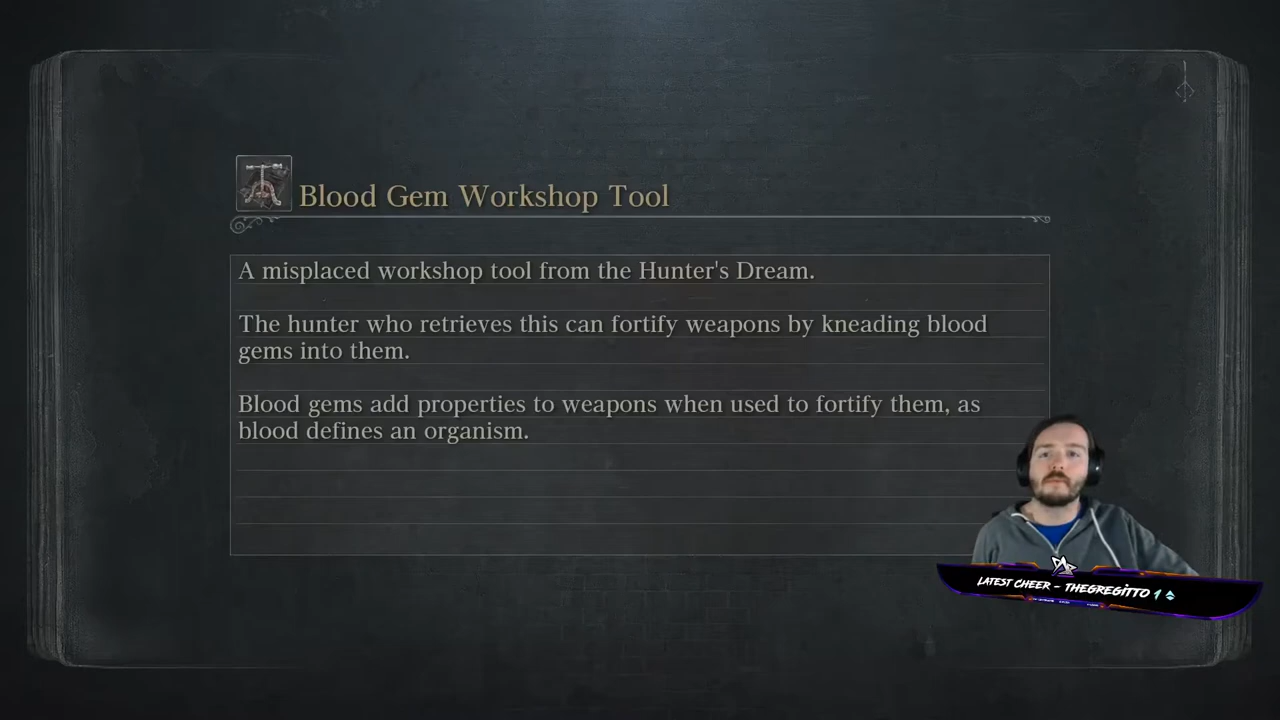 Blood Gem Workshop Tool
A misplaced workshop tool from the Hunter's Dream.
The hunter who retrieves this can fortify weapons by kneading blood
gems into them.
Blood gems add properties to weapons when used to fortify them, as
blood defines an organism.
LATEST CHEER - THEGREGITTO 1